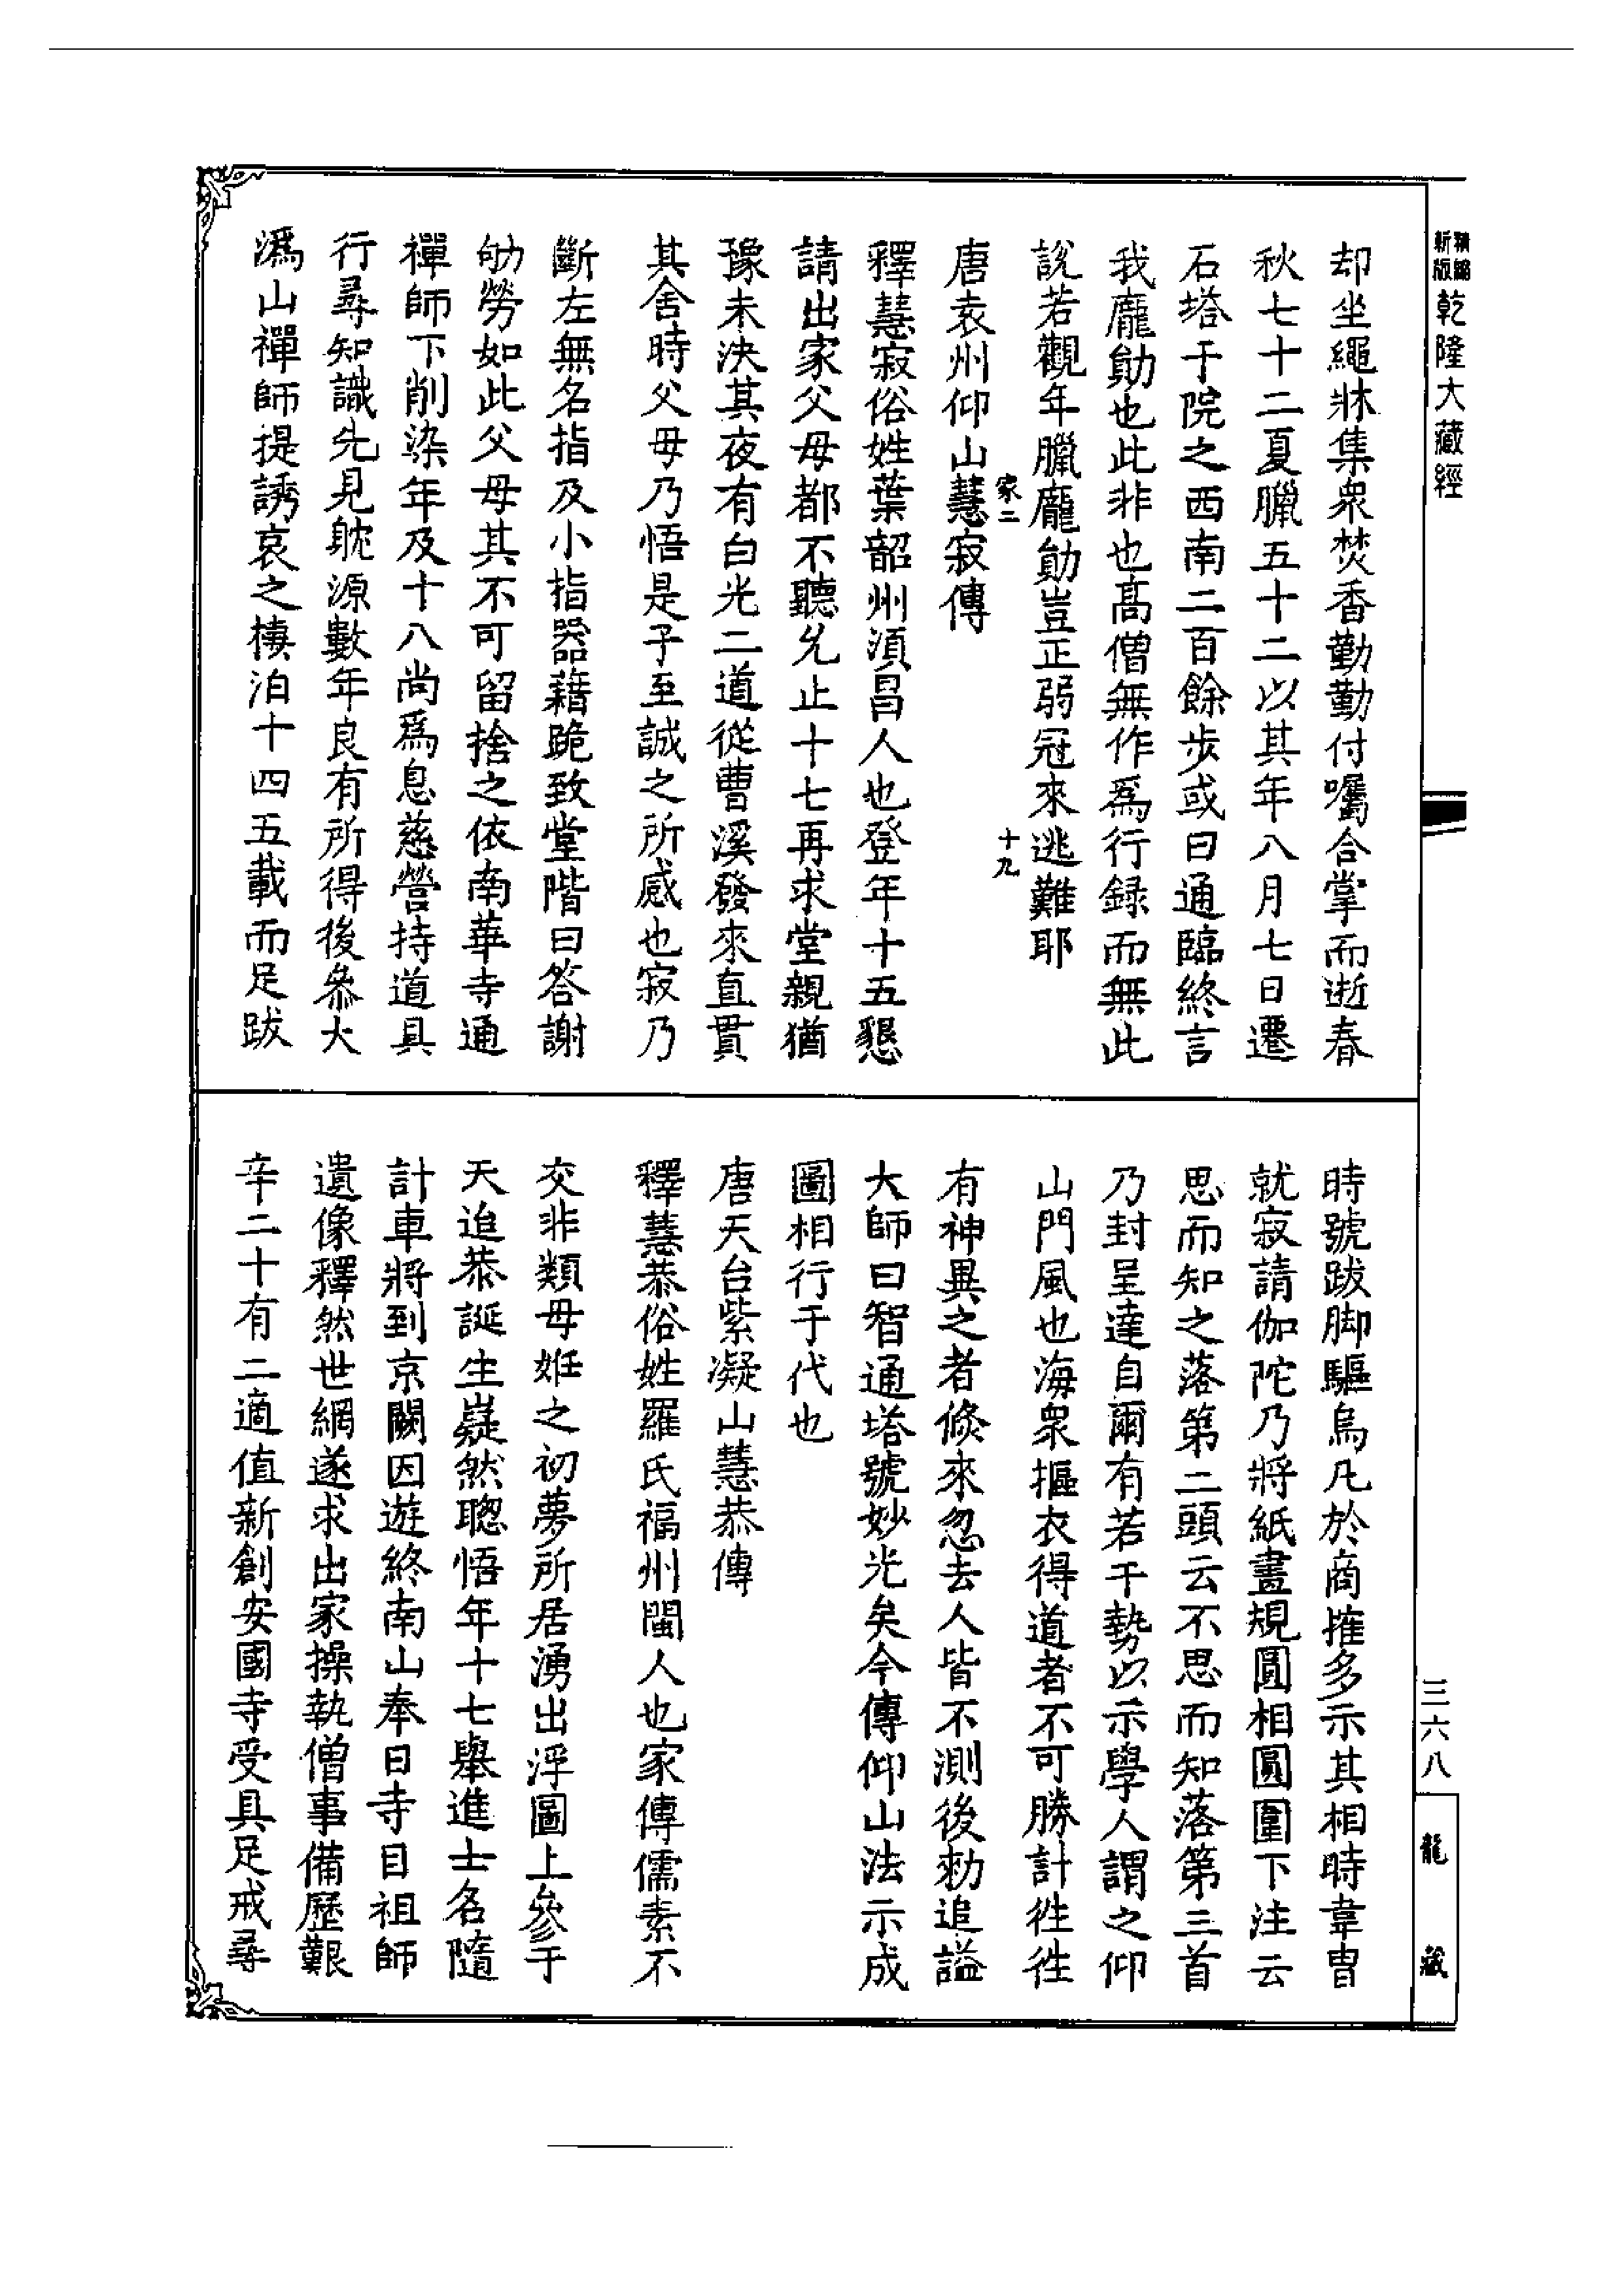 精縮新版乾隆大藏經
却坐繩牀集衆焚香勤勤付囑合掌而逝春
秋七十二夏臘五十二以其年八月七日遷
石塔于院之西南二百餘步或曰通臨終言
我龐勛也此非也髙僧無作爲行録而無此
說若觀年臘龐勛豈正弱冠來逃難耶
家二
十九
唐袁州仰山慧寂傳
釋慧寂俗姓葉韶州湏昌人也登年十五懇
請出家父母都不聽允止十七再求堂親猶
豫未決其夜有白光二道從曹溪發來直貫
其舍時父母乃悟是子至誠之所感也寂乃
斷左無名指及小指器藉跪致堂階曰答謝
劬勞如此父母其不可留捨之依南華寺通
禪師下削染年及十八尚爲息慈營持道具
行尋知識先見躭源數年良有所得後叅大
潙山禪師提誘哀之棲泊十四五載而足跛
時號跋脚驅烏凡於商搉多示其相時韋冑
就寂請伽陀乃將紙畫規圓相圓圍下注云
思而知之落第二頭云不思而知落第三首
乃封呈達自爾有若干勢以示學人謂之仰
山門風也海衆摳衣得道者不可勝計徃徃
有神異之者倐來忽去人皆不測後勑追謚
大師曰智通塔號妙光矣今傳仰山法示成
圖相行于代也
唐天台紫凝山慧恭傳
釋慧恭俗姓羅氏福州閩人也家傳儒素不
交非類母姙之初夢所居湧出浮圖上參于
天迨恭誕生嶷然聰悟年十七舉進士名隨
計車將到京闕因遊終南山奉日寺目祖師
遺像釋然世網遂求出家操執僧事備歷艱
辛二十有二適值新創安國寺受具足戒尋
三六八
龍藏